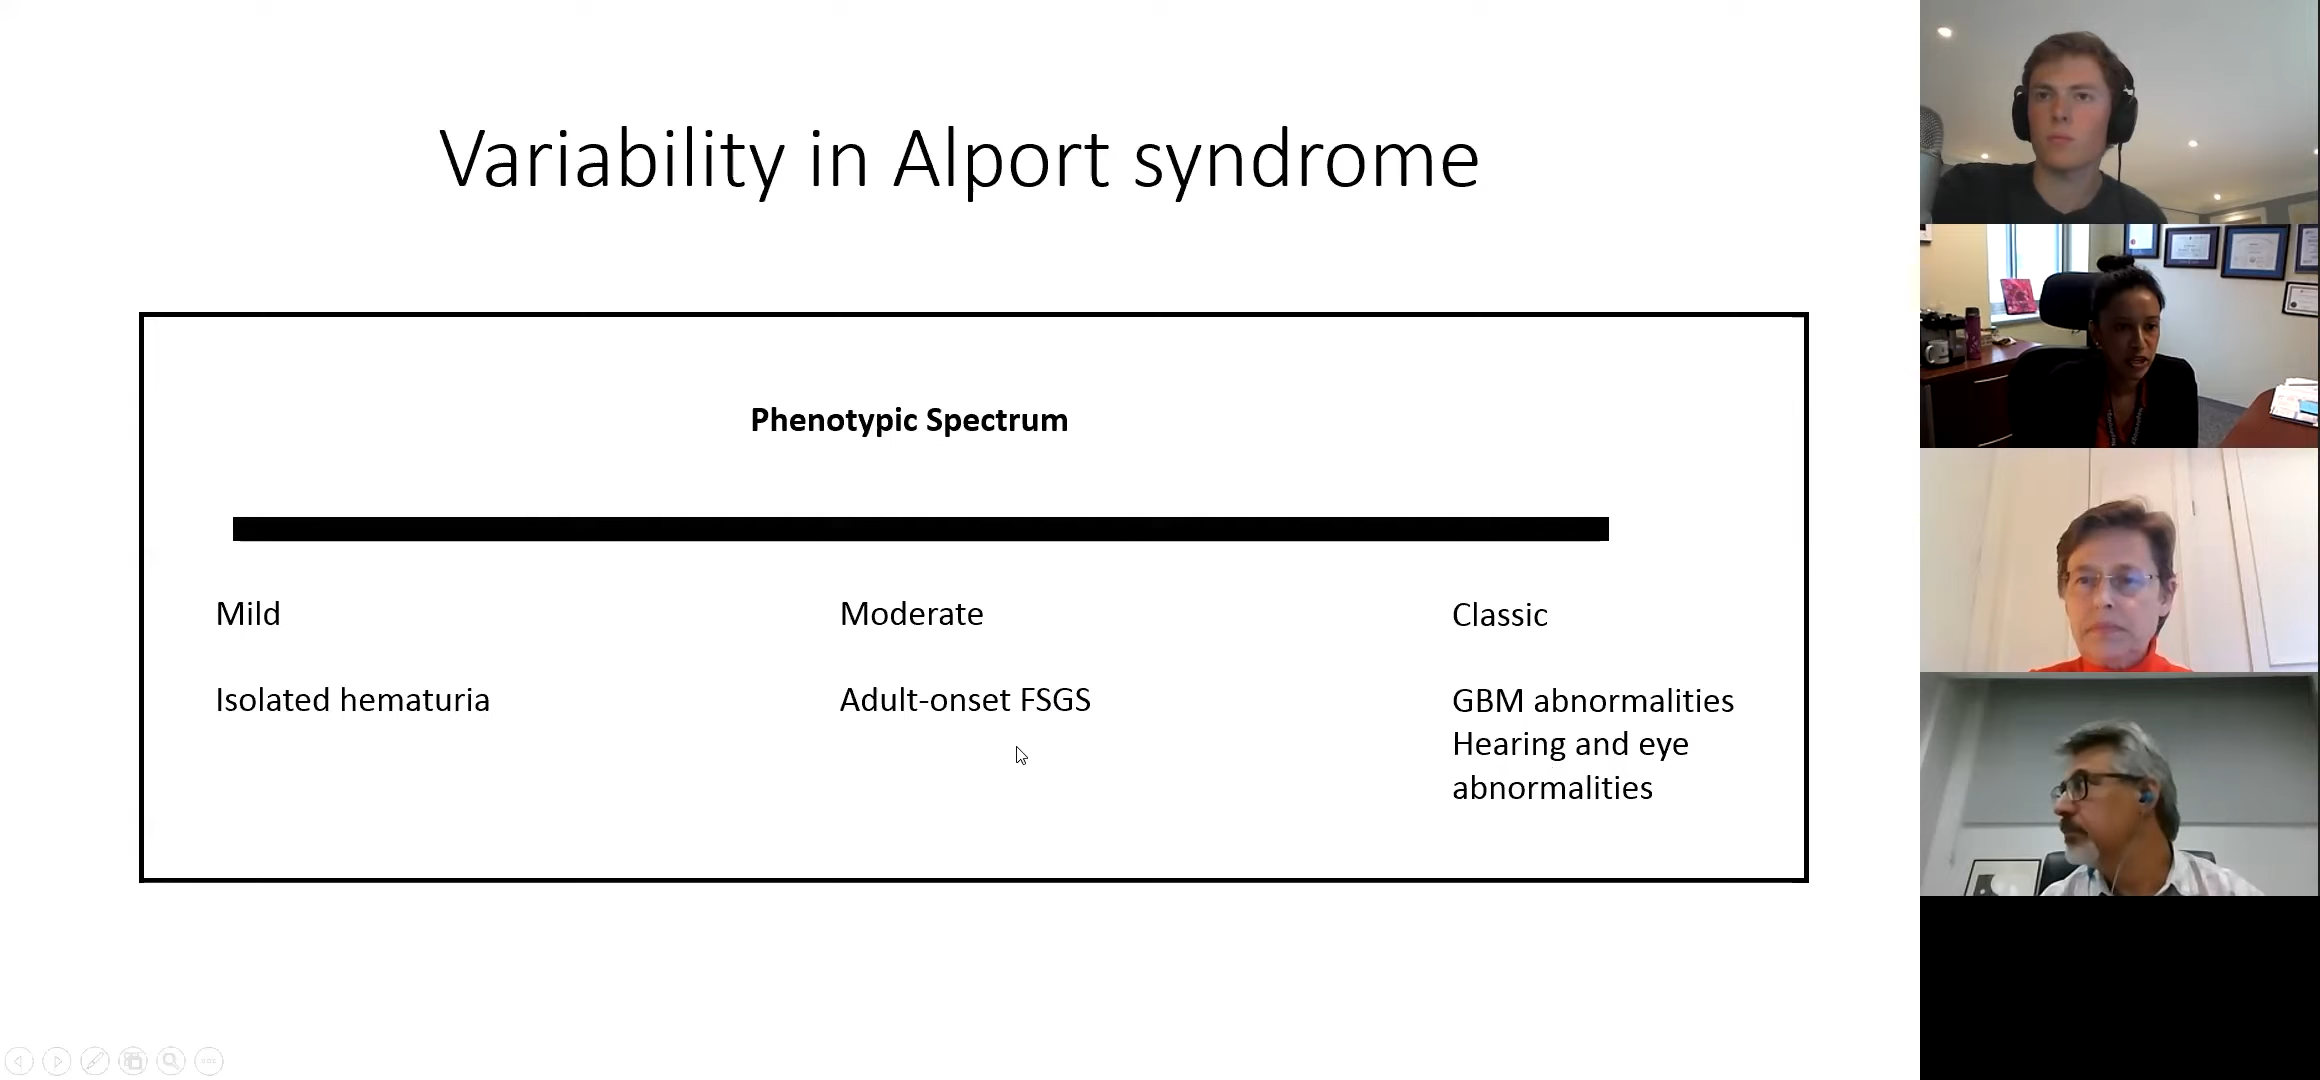 Variability in Alport syndrome
Phenotypic Spectrum
Mild
Moderate
Classic
Isolated hematuria
Adult-onset FSGS
GBM abnormalities
Hearing and eye
abnormalities